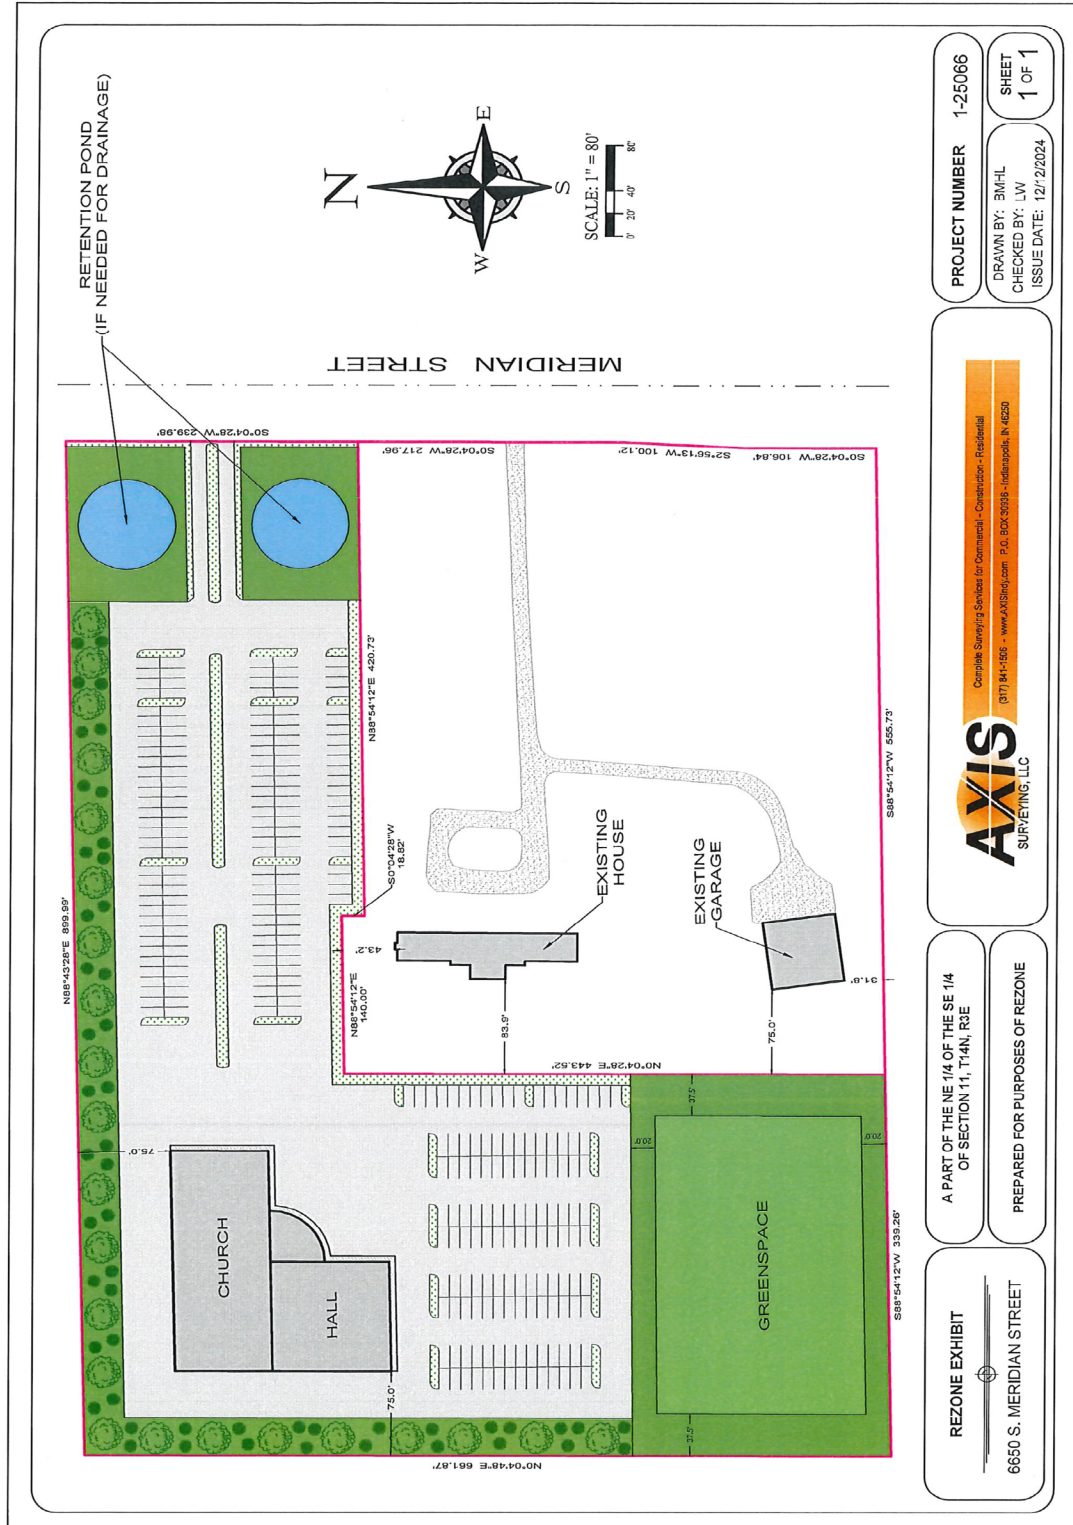 RETENTION POND
(IF NEEDED FOR DRAINAGE)
N
W
E
S
SCALE: 1" = 80'
0' 20' 40' 80'
MERIDIAN STREET
N88°43'28"E 899.99'
S0°04'28"W 239.98'
S0°04'28"W 217.96'
S2°56'13"W 100.12'
S0°04'28"W 106.84'
N88°54'12"E 420.73'
S0°04'28"W
18.82'
N88°54'12"E
140.00'
43.2'
EXISTING
HOUSE
EXISTING
GARAGE
83.9'
75.0'
31.8'
N0°04'28"E 443.52'
S88°54'12"W 555.73'
75.0'
CHURCH
HALL
75.0'
GREENSPACE
37.5'
20.0'
20.0'
37.5'
S88°54'12"W 339.26'
N0°04'48"E 661.87'
REZONE EXHIBIT
6650 S. MERIDIAN STREET
A PART OF THE NE 1/4 OF THE SE 1/4
OF SECTION 11, T14N, R3E
PREPARED FOR PURPOSES OF REZONE
AXIS
SURVEYING, LLC
Complete Surveying Services for Commercial - Construction - Residential
(317) 841-1506 - www.AXISIndy.com P.O. BOX 30936 - Indianapolis, IN 46250
PROJECT NUMBER 1-25066
DRAWN BY: BMHL
CHECKED BY: LW
ISSUE DATE: 12/12/2024
SHEET
1 OF 1